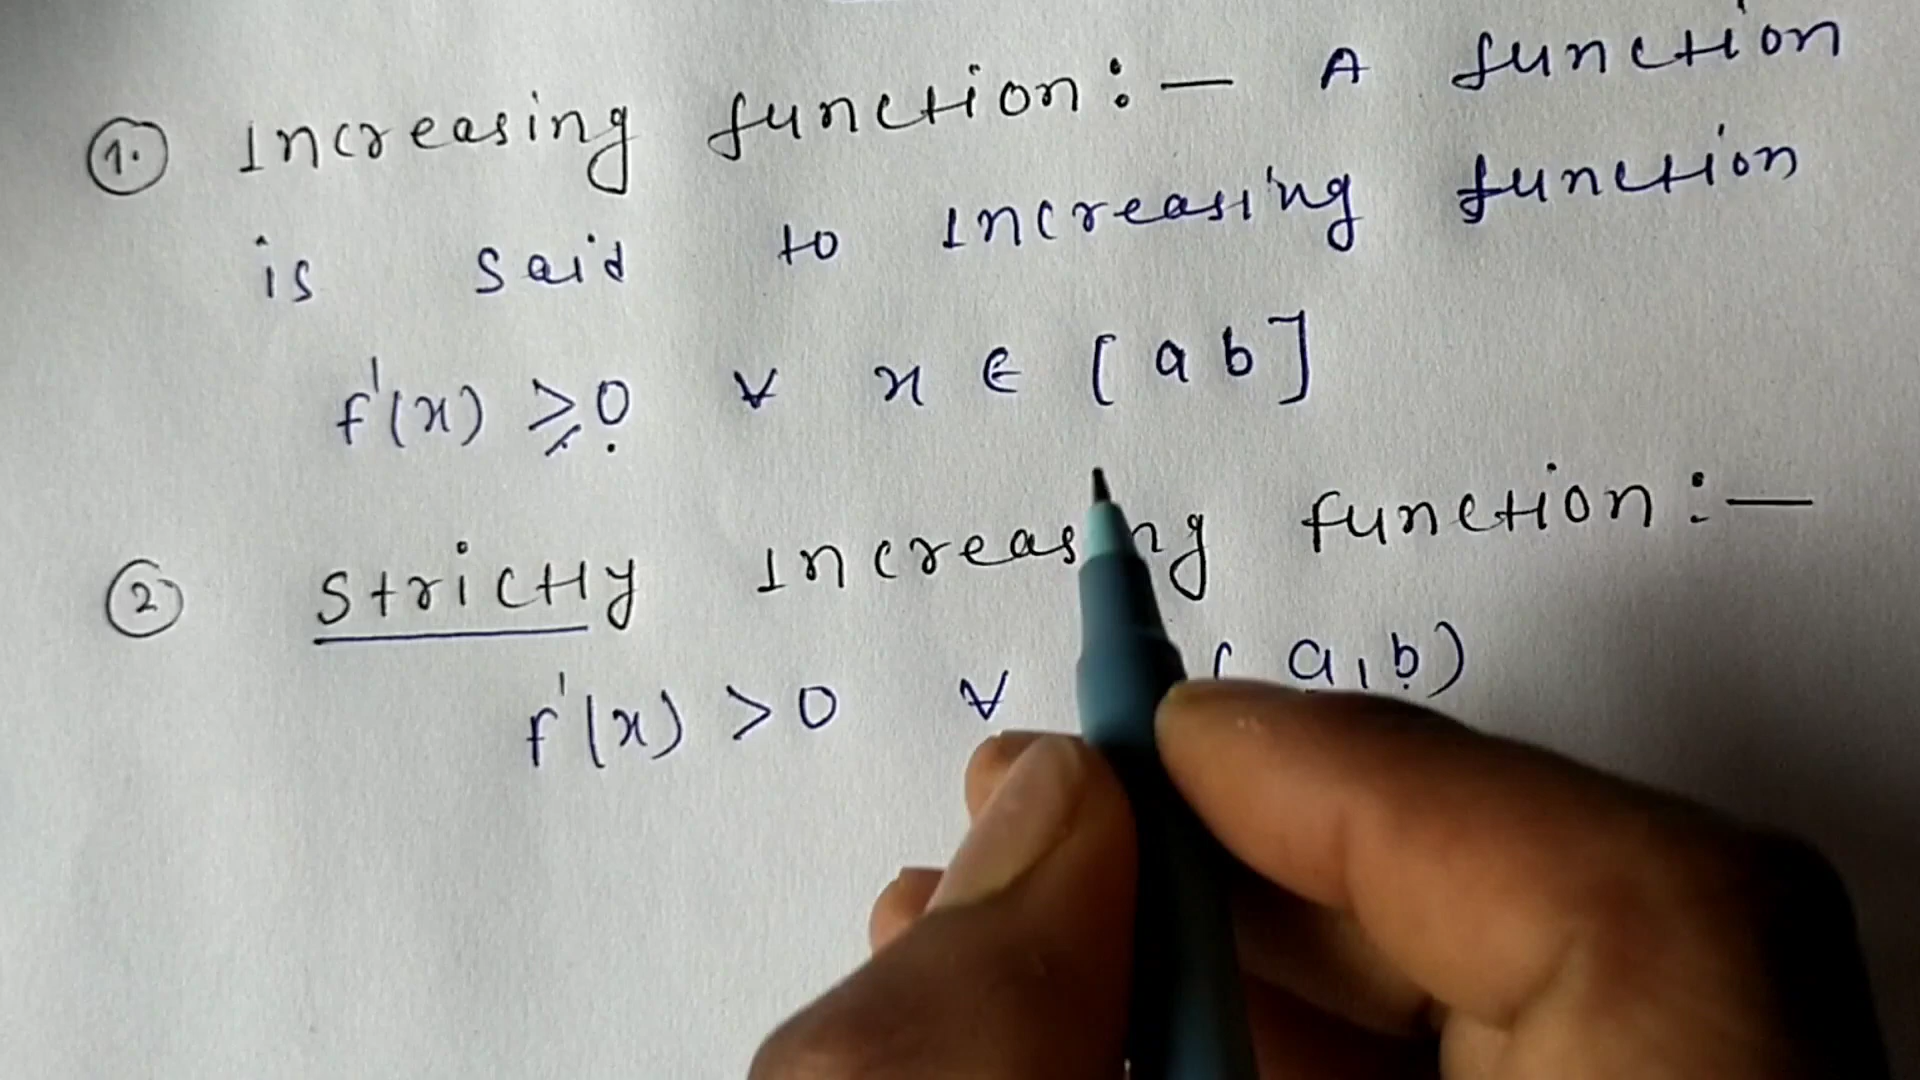 1. Increasing function :- A function
is said to increasing function
f'(x) ≥ 0 ∀ x ∈ [a b]
2 Strictly increasing function :-
f'(x) > 0 ∀ (a, b)